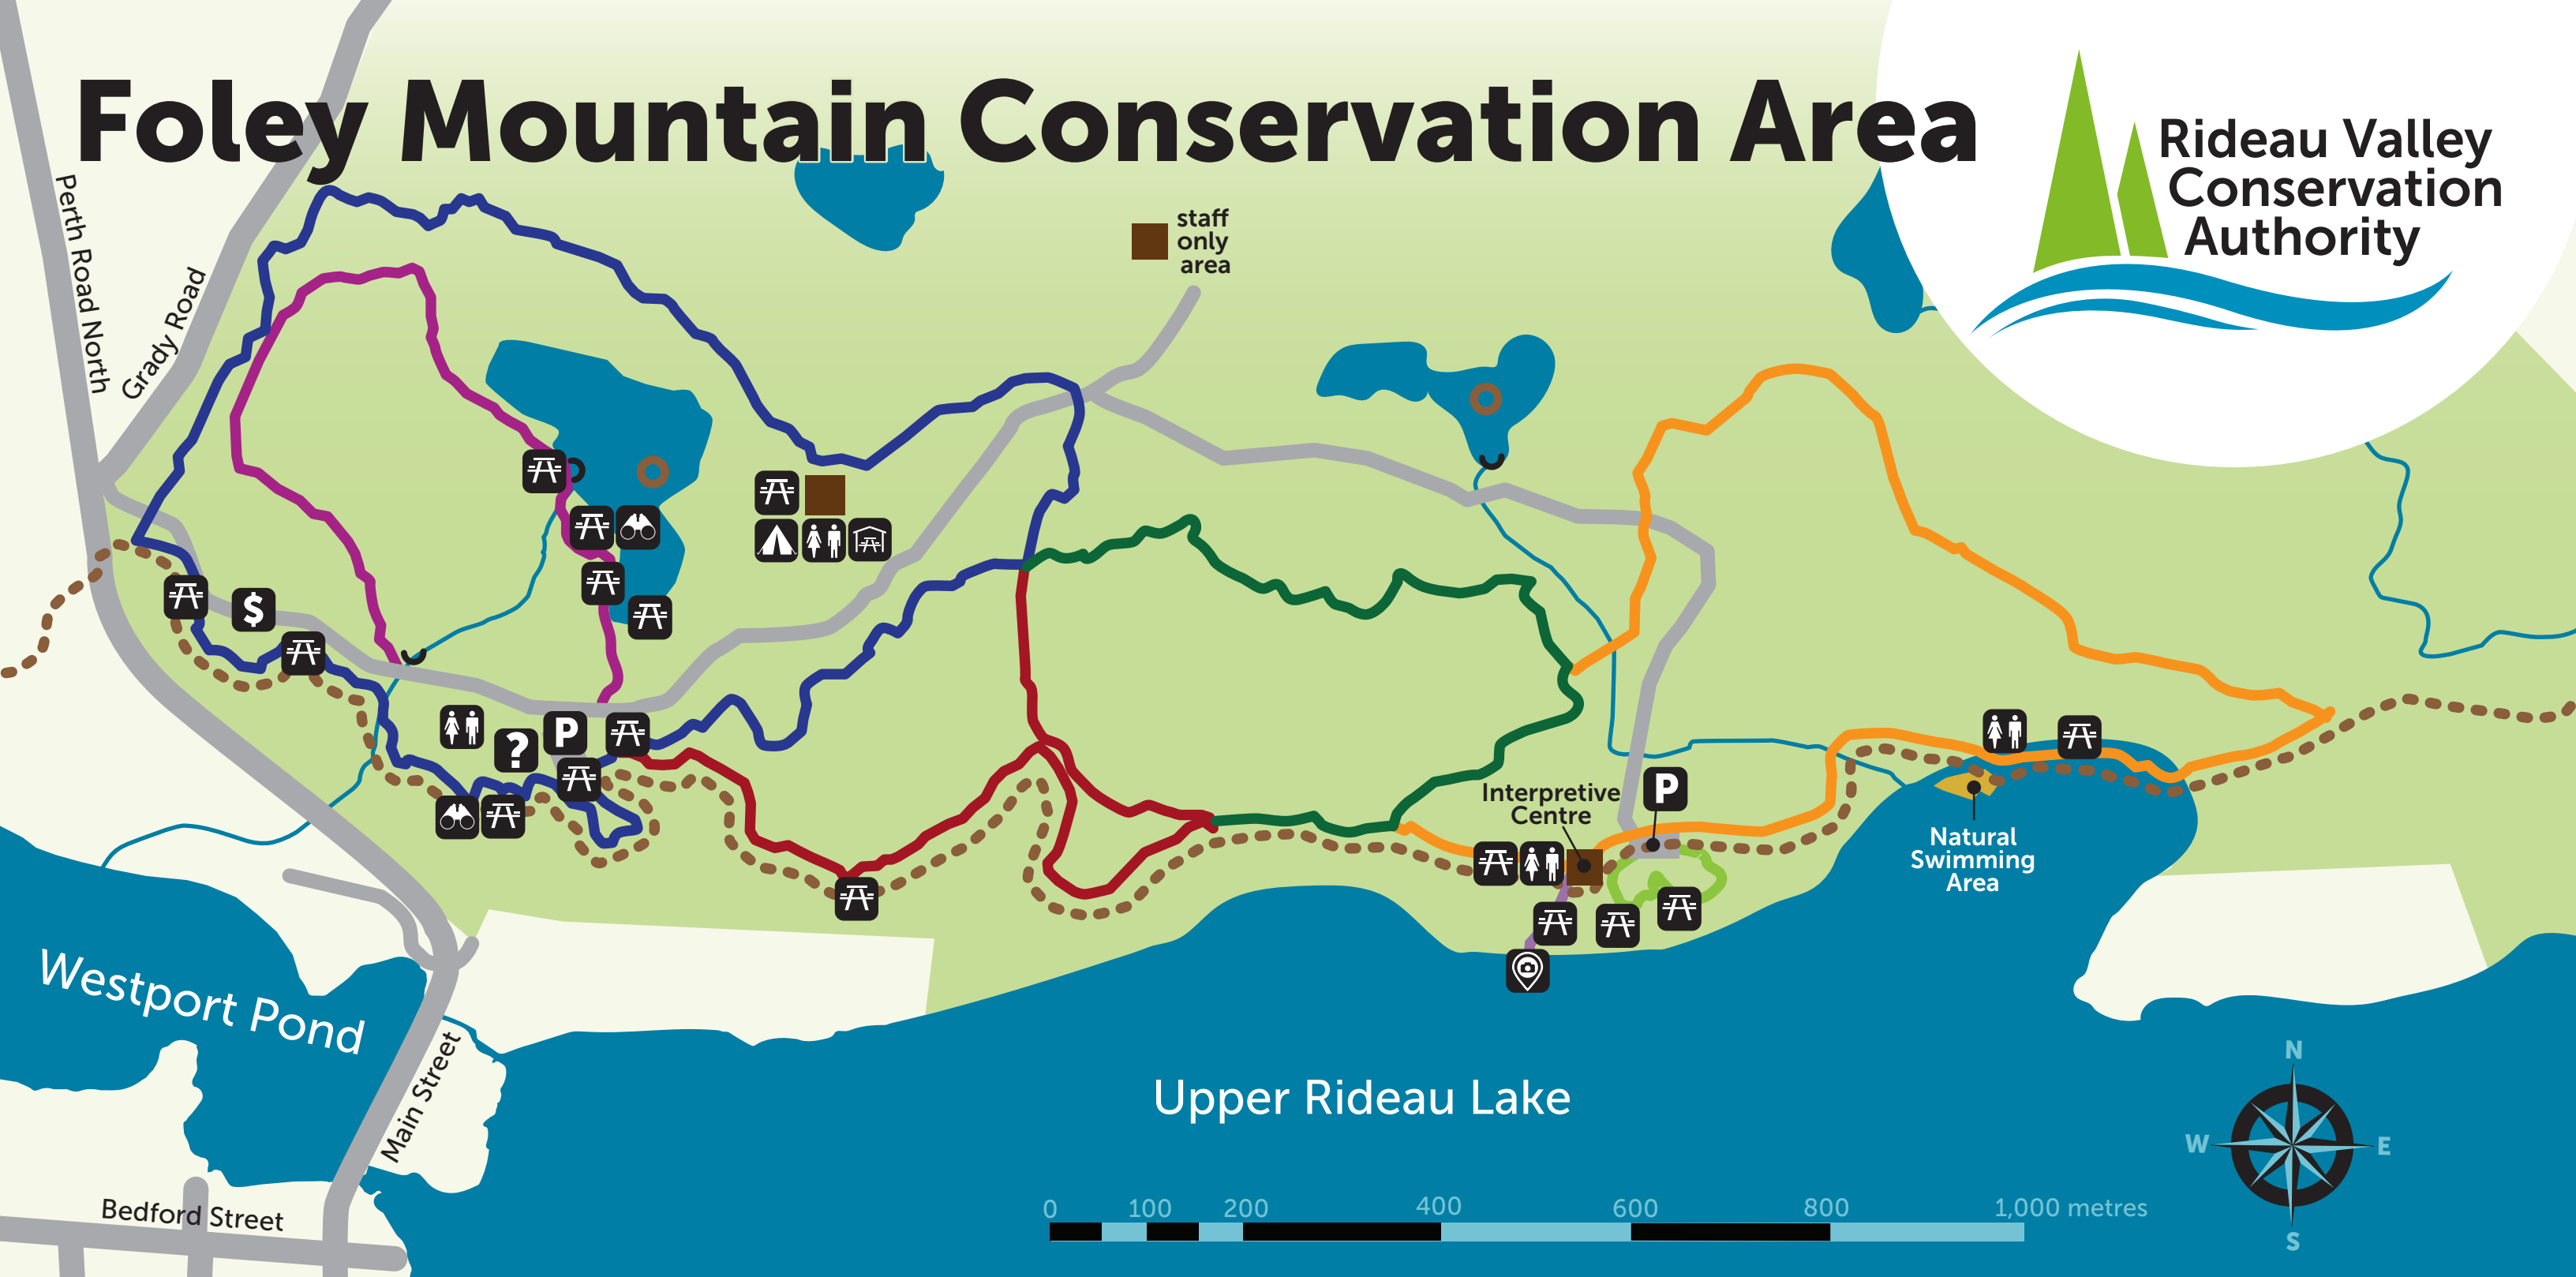 Foley Mountain Conservation Area
Rideau Valley
Conservation
Authority
Perth Road North
Grady Road
staff
only
area
$
P
?
Interpretive
Centre
P
Natural
Swimming
Area
Westport Pond
Main Street
Bedford Street
Upper Rideau Lake
0 100 200 400 600 800 1,000 metres
N
W E
S